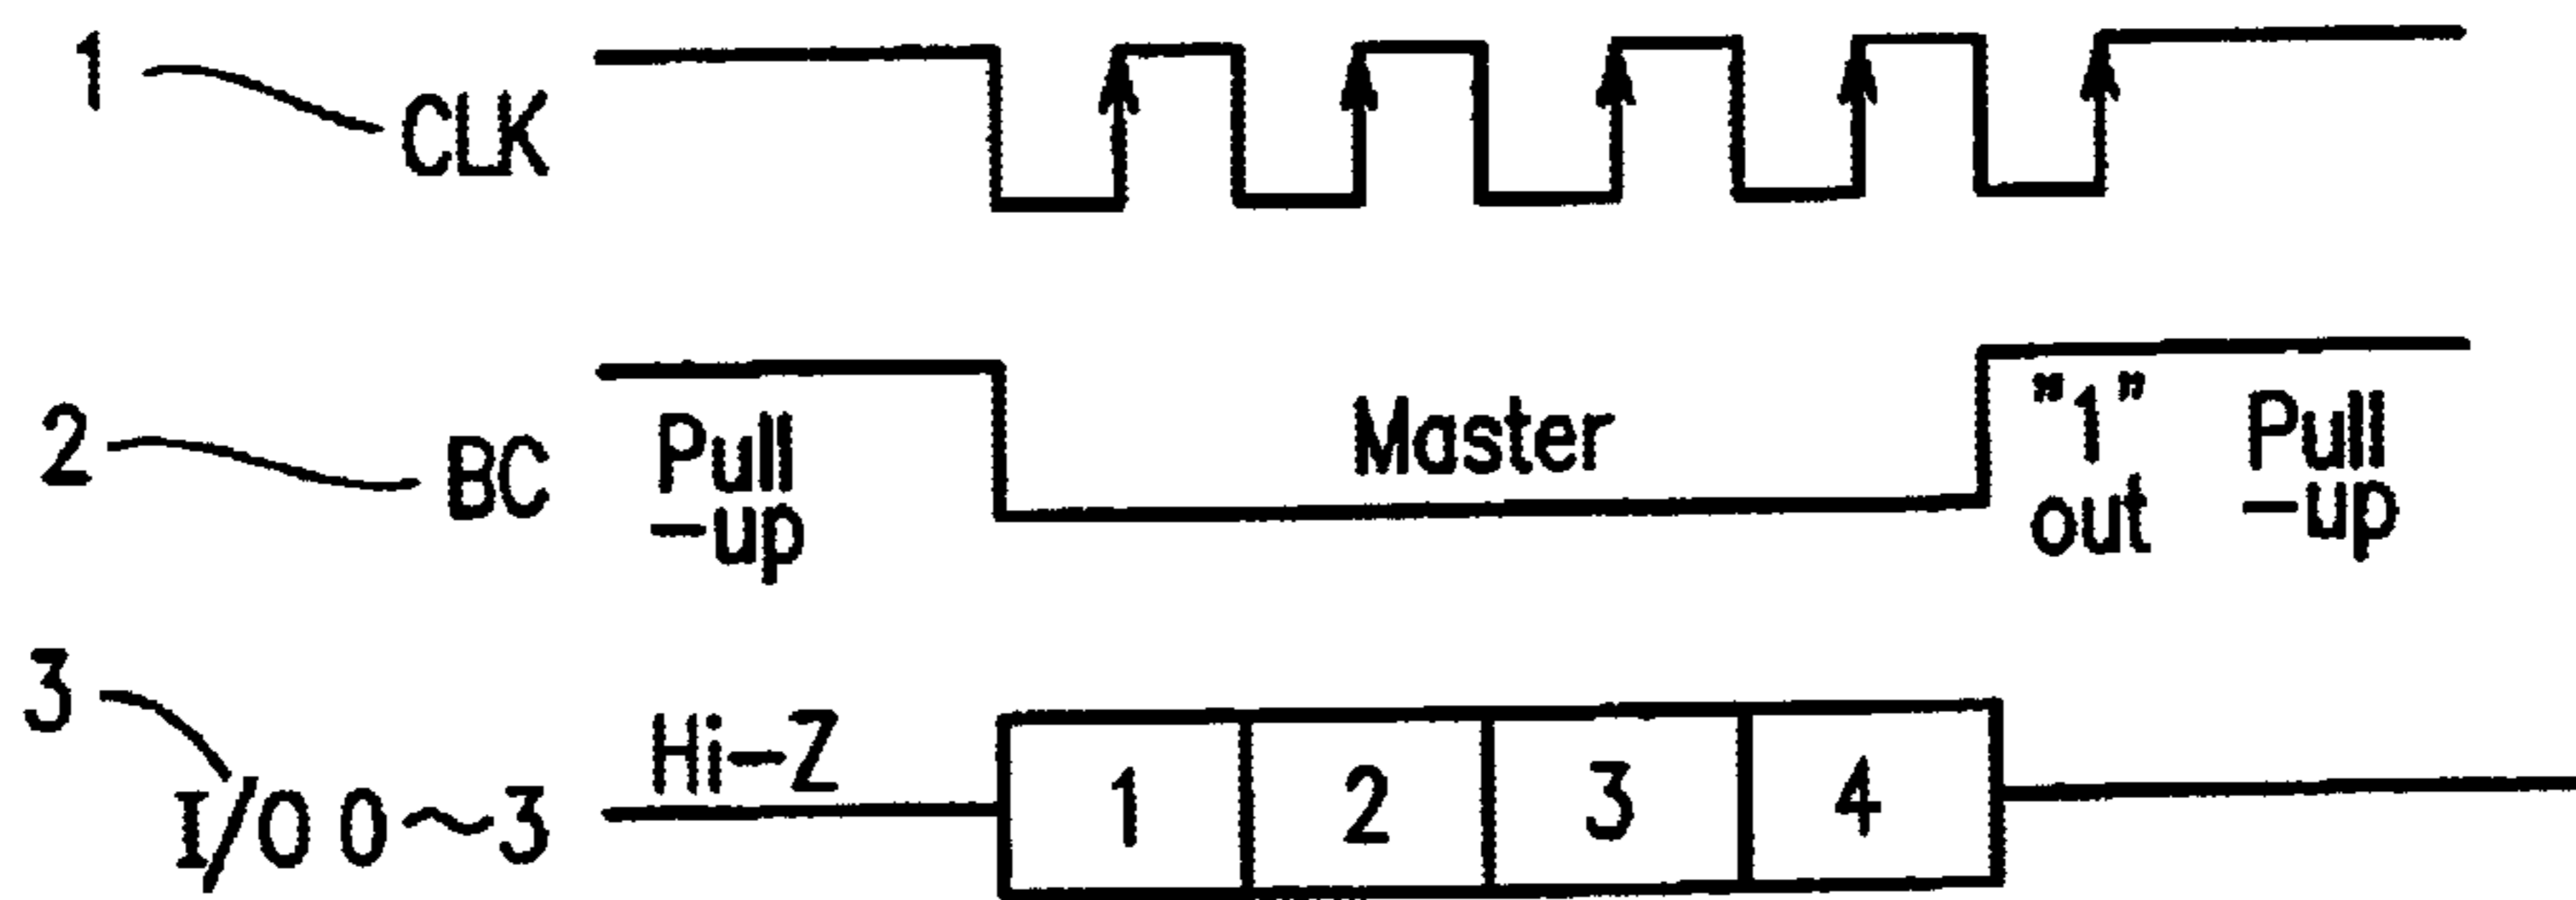 1
CLK
2
BC
Pull
-up
Master
"1"
out
Pull
-up
3
I/O 0~3
Hi-Z
1
2
3
4